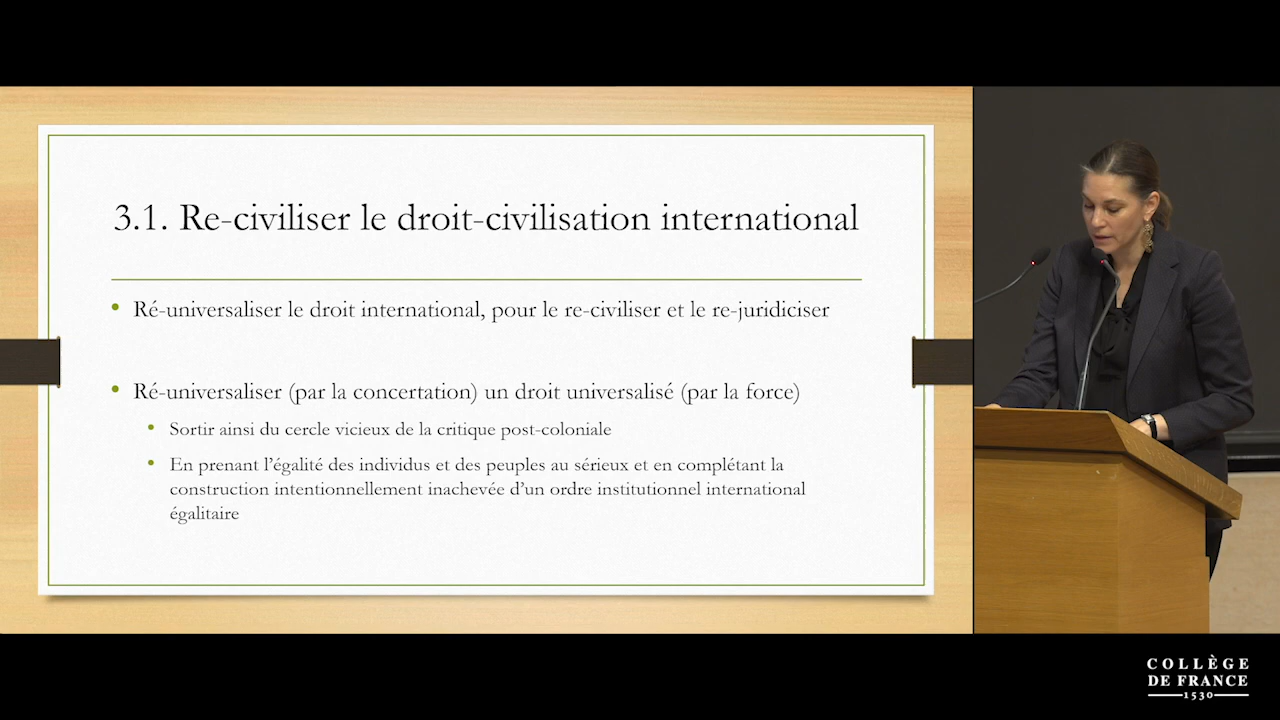 3.1. Re-civiliser le droit-civilisation international
• Ré-universaliser le droit international, pour le re-civiliser et le re-juridiciser
• Ré-universaliser (par la concertation) un droit universalisé (par la force)
• Sortir ainsi du cercle vicieux de la critique post-coloniale
• En prenant l’égalité des individus et des peuples au sérieux et en complétant la
construction intentionnellement inachevée d’un ordre institutionnel international
égalitaire
COLLÈGE
DE FRANCE
1530